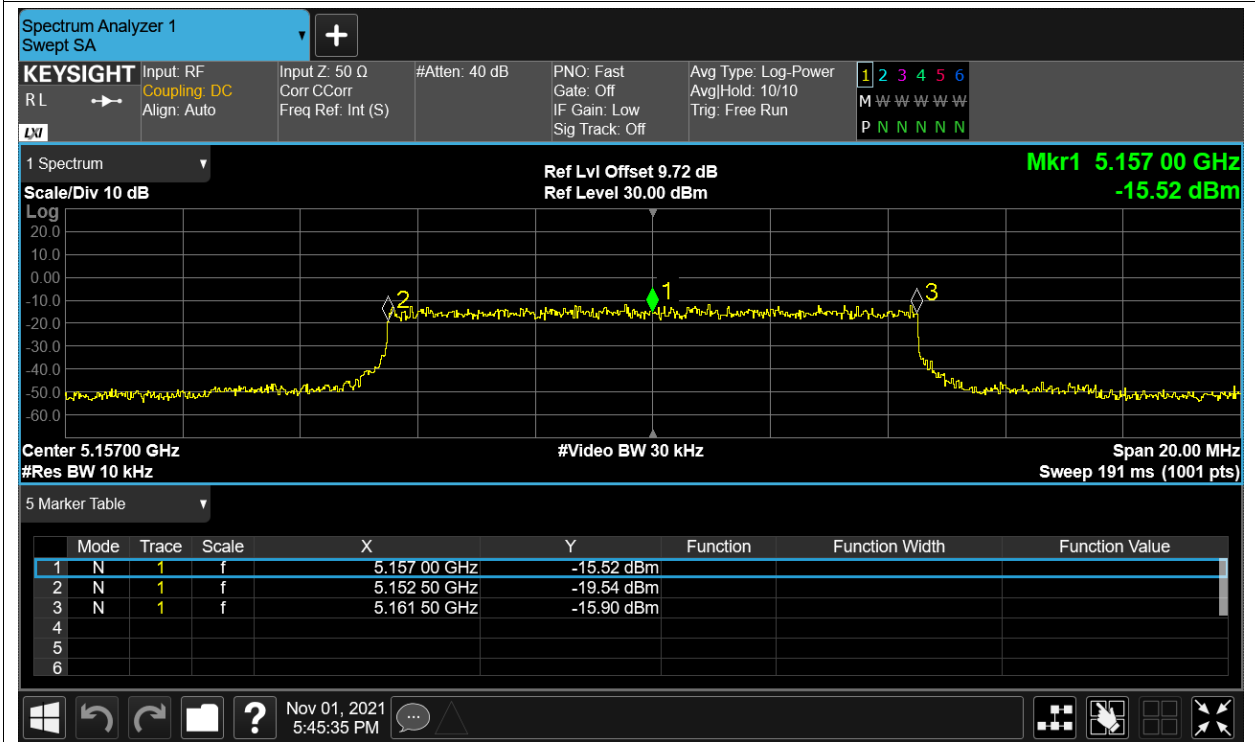 Spectrum Analyzer 1
Swept SA
+
KEYSIGHT
R L
LXI
Input: RF
Coupling: DC
Align: Auto
Input Z: 50 Ω
Corr CCorr
Freq Ref: Int (S)
#Atten: 40 dB
PNO: Fast
Gate: Off
IF Gain: Low
Sig Track: Off
Avg Type: Log-Power
Avg|Hold: 10/10
Trig: Free Run
1 2 3 4 5 6
M W W W W W
P N N N N N
1 Spectrum
Scale/Div 10 dB
Ref Lvl Offset 9.72 dB
Ref Level 30.00 dBm
Mkr1 5.157 00 GHz
-15.52 dBm
Log
20.0
10.0
0.00
-10.0
-20.0
-30.0
-40.0
-50.0
-60.0
2
1
3
Center 5.15700 GHz
#Res BW 10 kHz
#Video BW 30 kHz
Span 20.00 MHz
Sweep 191 ms (1001 pts)
5 Marker Table
Mode Trace Scale X Y Function Function Width Function Value
1 N 1 f 5.157 00 GHz -15.52 dBm
2 N 1 f 5.152 50 GHz -19.54 dBm
3 N 1 f 5.161 50 GHz -15.90 dBm
4
5
6
?
Nov 01, 2021
5:45:35 PM